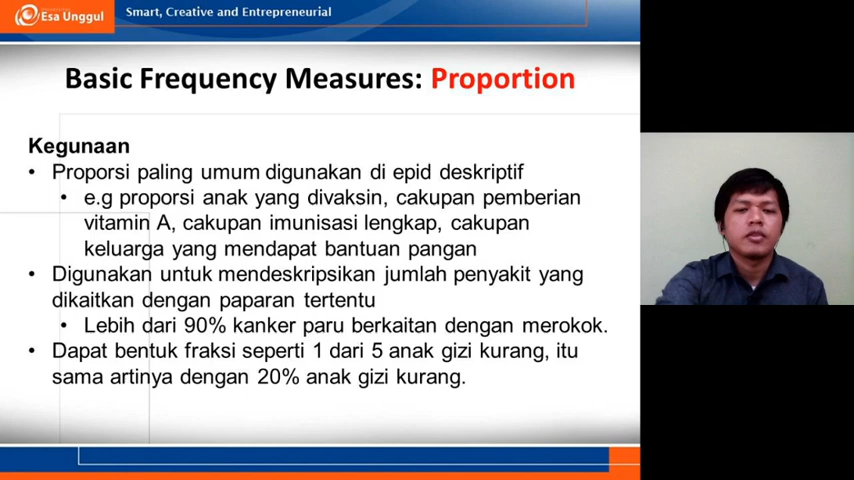 Esa Unggul
Smart, Creative and Entrepreneurial
Basic Frequency Measures: Proportion
Kegunaan
• Proporsi paling umum digunakan di epid deskriptif
• e.g proporsi anak yang divaksin, cakupan pemberian
vitamin A, cakupan imunisasi lengkap, cakupan
keluarga yang mendapat bantuan pangan
• Digunakan untuk mendeskripsikan jumlah penyakit yang
dikaitkan dengan paparan tertentu
• Lebih dari 90% kanker paru berkaitan dengan merokok.
• Dapat bentuk fraksi seperti 1 dari 5 anak gizi kurang, itu
sama artinya dengan 20% anak gizi kurang.